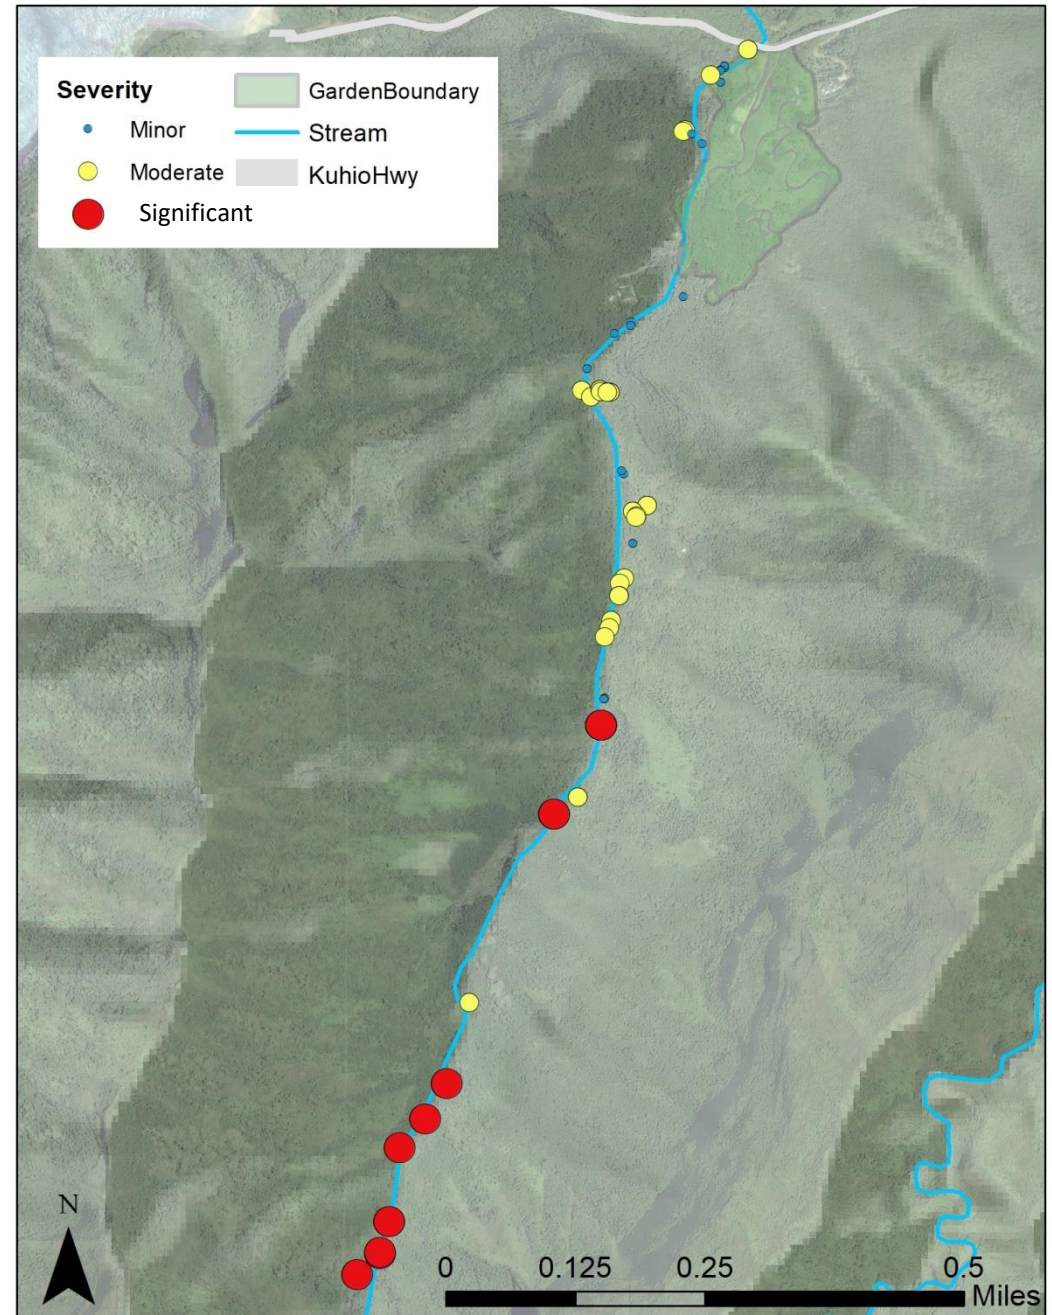 Severity
Minor
Moderate
Significant
GardenBoundary
Stream
KuhioHwy
N
0 0.125 0.25 0.5
Miles